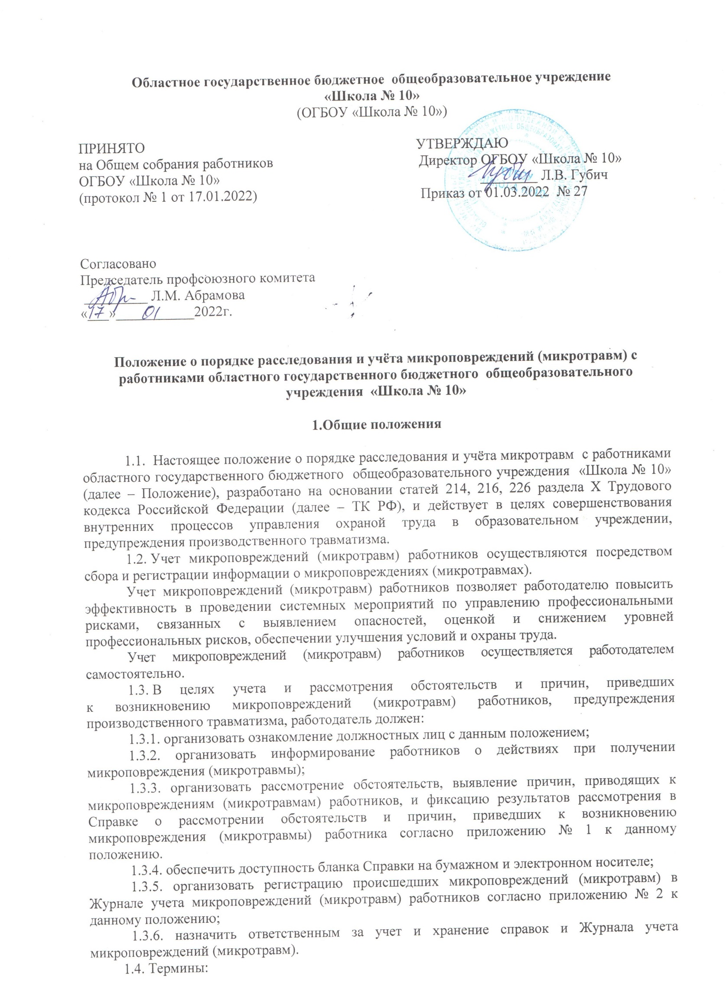 Областное государственное бюджетное общеобразовательное учреждение
«Школа № 10»
(ОГБОУ «Школа № 10»)
ПРИНЯТО
на Общем собрания работников
ОГБОУ «Школа № 10»
(протокол № 1 от 17.01.2022)
УТВЕРЖДАЮ
Директор ОГБОУ «Школа № 10»
________ Л.В. Губич
Приказ от 01.03.2022 № 27
Согласовано
Председатель профсоюзного комитета
_________ Л.М. Абрамова
«17» 01 2022г.
Положение о порядке расследования и учёта микроповреждений (микротравм) с
работниками областного государственного бюджетного общеобразовательного
учреждения «Школа № 10»
1.Общие положения
1.1. Настоящее положение о порядке расследования и учёта микротравм с работниками
областного государственного бюджетного общеобразовательного учреждения «Школа № 10»
(далее – Положение), разработано на основании статей 214, 216, 226 раздела X Трудового
кодекса Российской Федерации (далее – ТК РФ), и действует в целях совершенствования
внутренних процессов управления охраной труда в образовательном учреждении,
предупреждения производственного травматизма.
1.2. Учет микроповреждений (микротравм) работников осуществляются посредством
сбора и регистрации информации о микроповреждениях (микротравмах).
Учет микроповреждений (микротравм) работников позволяет работодателю повысить
эффективность в проведении системных мероприятий по управлению профессиональными
рисками, связанных с выявлением опасностей, оценкой и снижением уровней
профессиональных рисков, обеспечении улучшения условий и охраны труда.
Учет микроповреждений (микротравм) работников осуществляется работодателем
самостоятельно.
1.3. В целях учета и рассмотрения обстоятельств и причин, приведших
к возникновению микроповреждений (микротравм) работников, предупреждения
производственного травматизма, работодатель должен:
1.3.1. организовать ознакомление должностных лиц с данным положением;
1.3.2. организовать информирование работников о действиях при получении
микроповреждения (микротравмы);
1.3.3. организовать рассмотрение обстоятельств, выявление причин, приводящих к
микроповреждениям (микротравмам) работников, и фиксацию результатов рассмотрения в
Справке о рассмотрении обстоятельств и причин, приведших к возникновению
микроповреждения (микротравмы) работника согласно приложению № 1 к данному
положению.
1.3.4. обеспечить доступность бланка Справки на бумажном и электронном носителе;
1.3.5. организовать регистрацию происшедших микроповреждений (микротравм) в
Журнале учета микроповреждений (микротравм) работников согласно приложению № 2 к
данному положению;
1.3.6. назначить ответственным за учет и хранение справок и Журнала учета
микроповреждений (микротравм).
1.4. Термины: